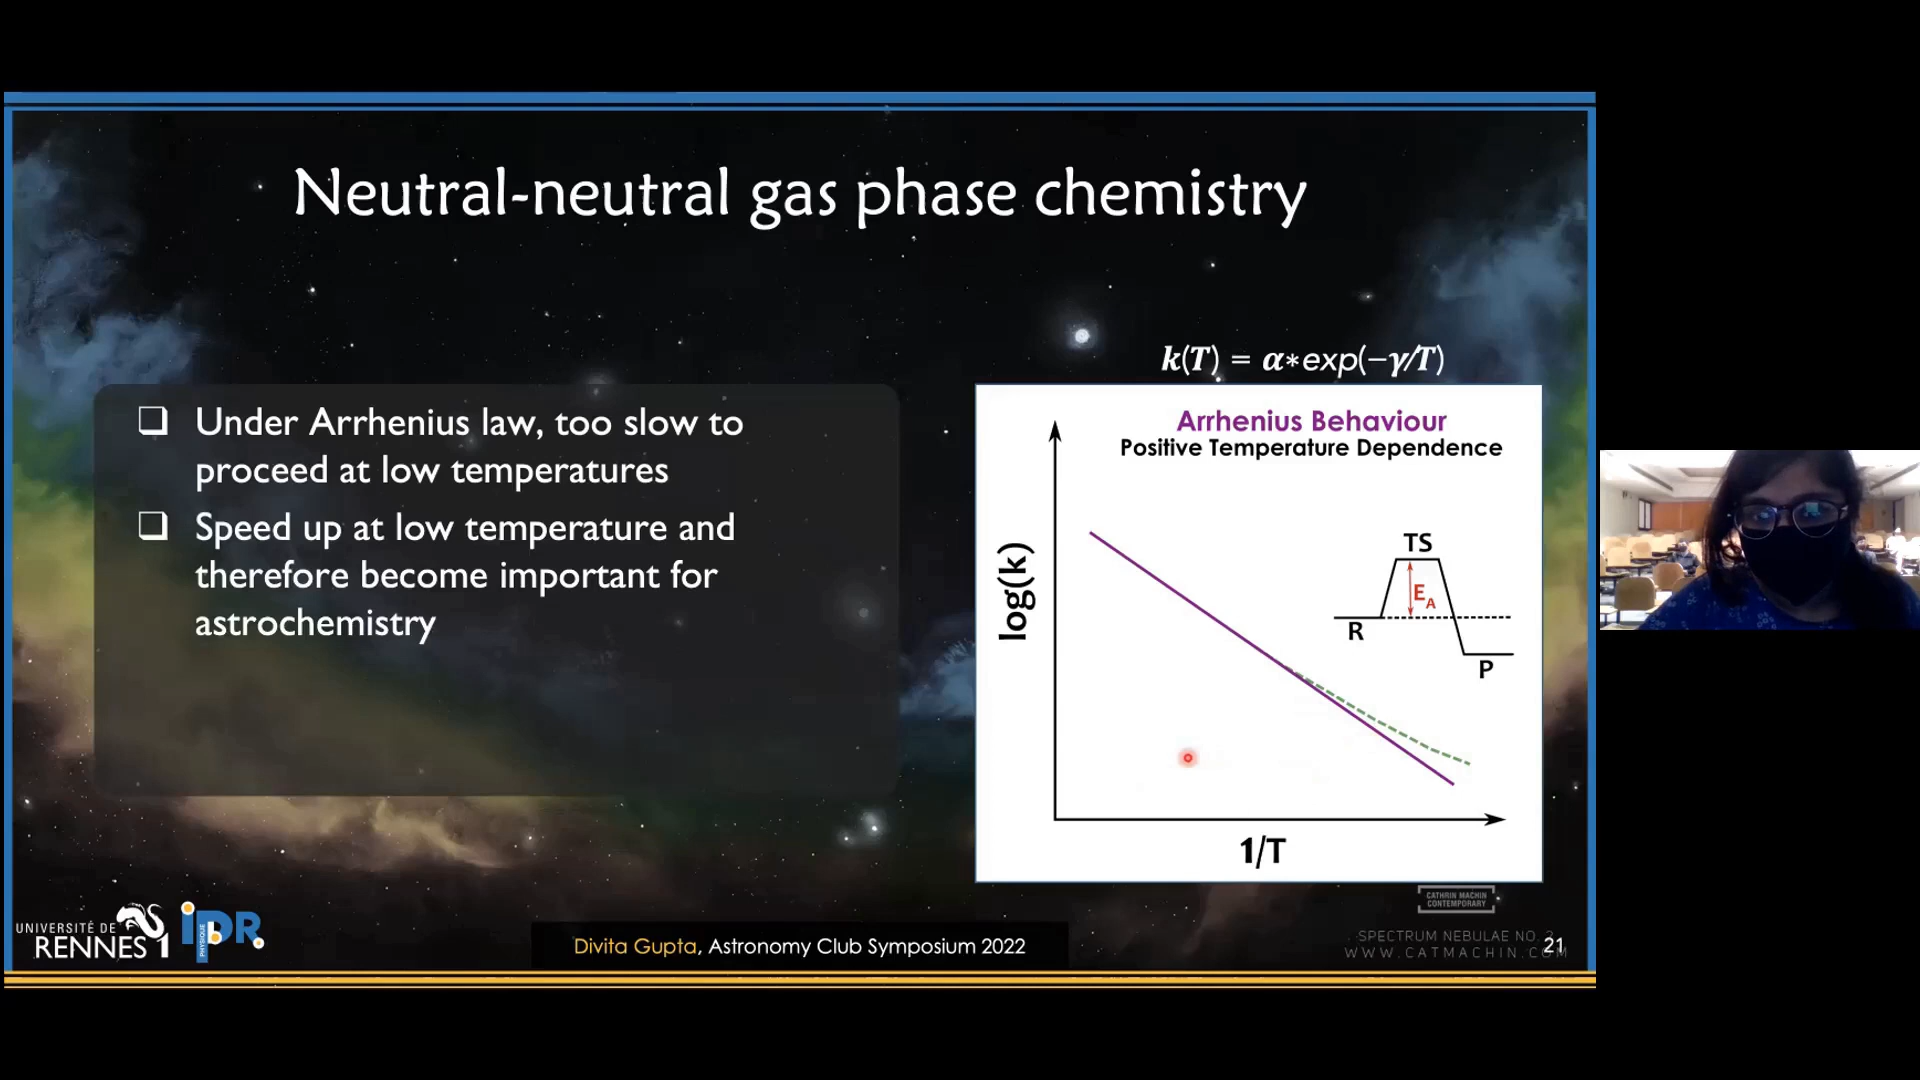 Neutral-neutral gas phase chemistry
❑ Under Arrhenius law, too slow to
proceed at low temperatures
❑ Speed up at low temperature and
therefore become important for
astrochemistry
k(T) = α*exp(−γ/T)
Arrhenius Behaviour
Positive Temperature Dependence
log(k)
TS
E_A
R
P
1/T
CATHRIN MACHIN
CONTEMPORARY
UNIVERSITÉ DE
RENNES 1
IPR
PHYSIQUE
Divita Gupta, Astronomy Club Symposium 2022
SPECTRUM NEBULAE NO. 2
WWW.CATMACHIN.COM
21